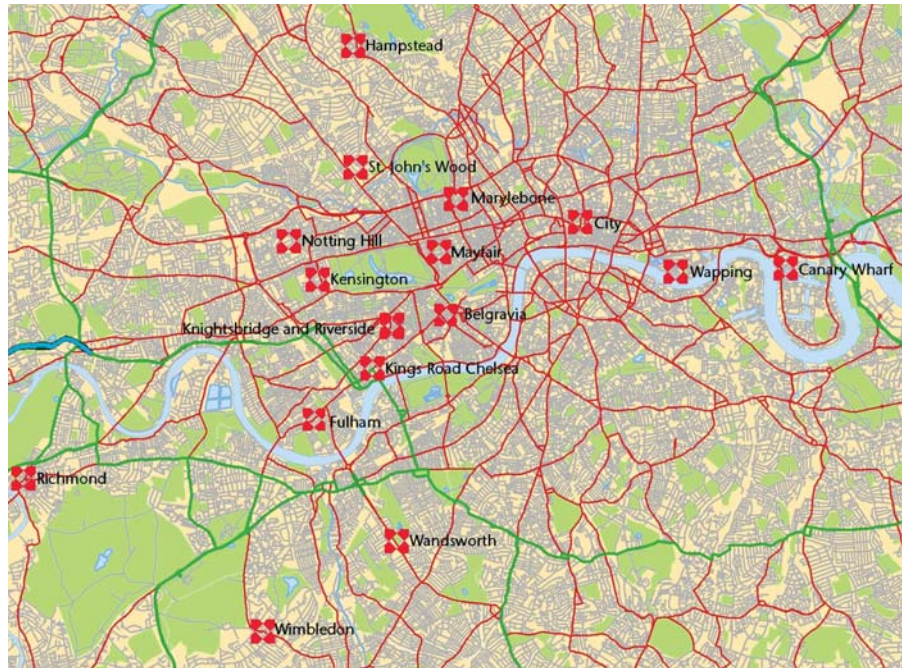 Hampstead
St. John's Wood
Marylebone
City
Notting Hill
Mayfair
Kensington
Wapping
Canary Wharf
Belgravia
Knightsbridge and Riverside
Kings Road Chelsea
Fulham
Richmond
Wandsworth
Wimbledon